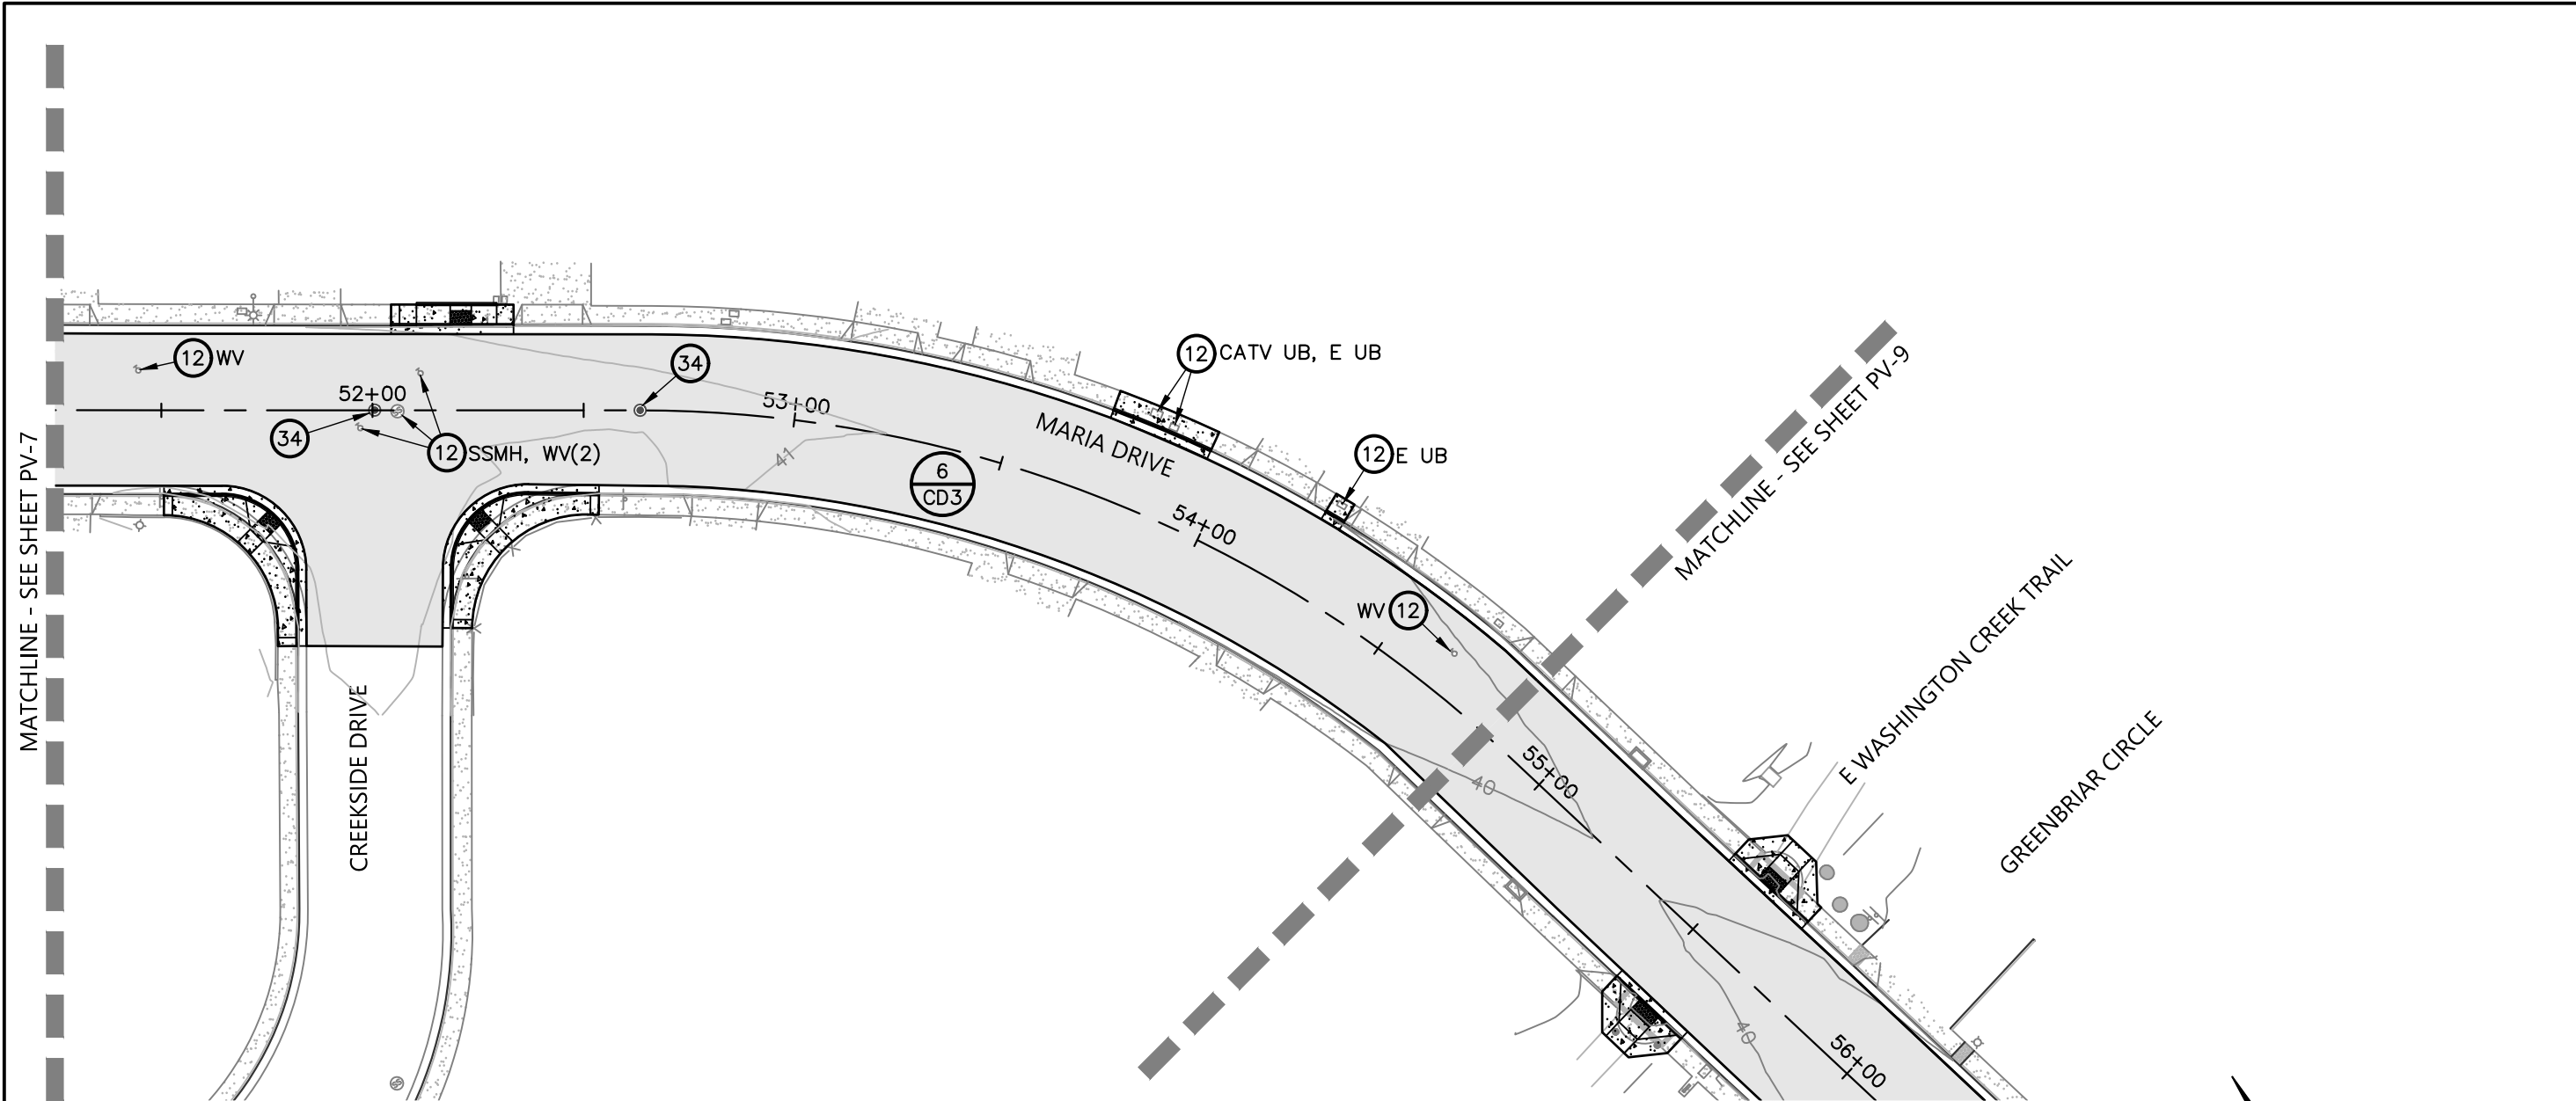 MATCHLINE - SEE SHEET PV-7
12 WV
52+00
34
12 SSMH, WV(2)
34
53+00
41
6
CD3
MARIA DRIVE
12 CATV UB, E UB
54+00
12 E UB
WV 12
MATCHLINE - SEE SHEET PV-9
E WASHINGTON CREEK TRAIL
GREENBRIAR CIRCLE
CREEKSIDE DRIVE
40
55+00
40
56+00